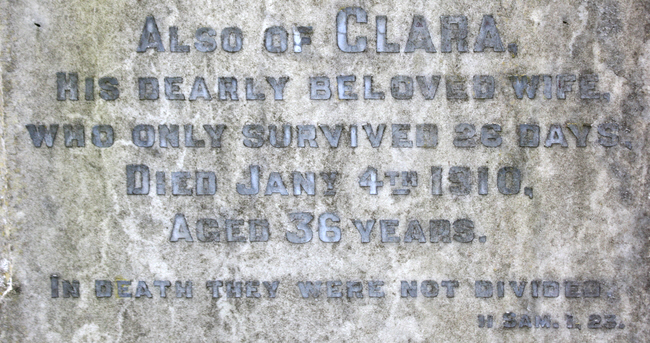 Also of Clara,
His dearly beloved wife,
who only survived 26 days,
Died Jany 4th 1910,
Aged 36 years.
In death they were not divided.
II Sam. 1. 23.